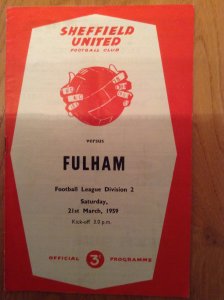 SHEFFIELD
UNITED
FOOTBALL CLUB
versus
FULHAM
Football League Division 2
Saturday,
21st March, 1959
Kick-off 3.0 p.m.
OFFICIAL 3D PROGRAMME